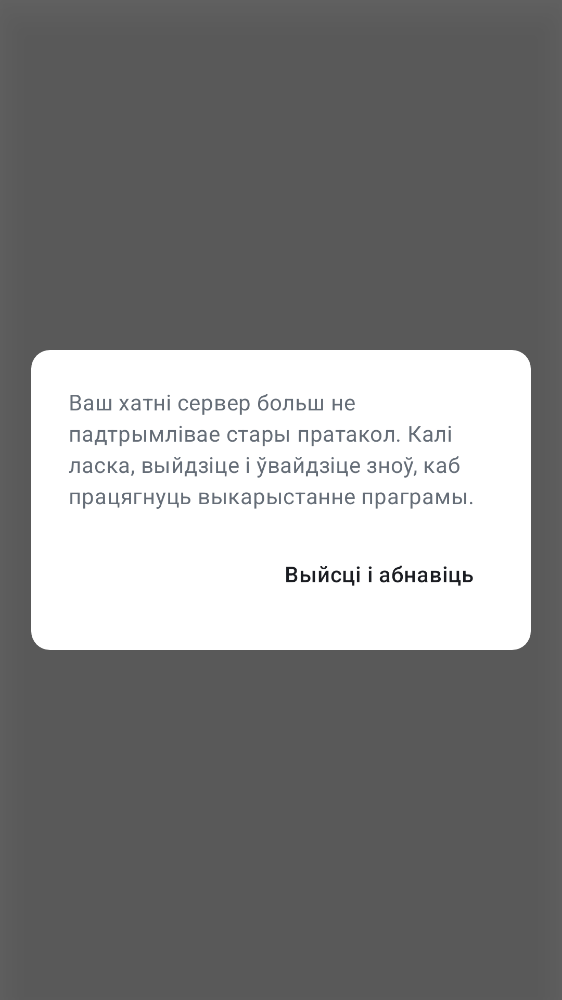 Ваш хатні сервер больш не
падтрымлівае стары пратакол. Калі
ласка, выйдзіце і ўвайдзіце зноў, каб
працягнуць выкарыстанне праграмы.
Выйсці і абнавіць